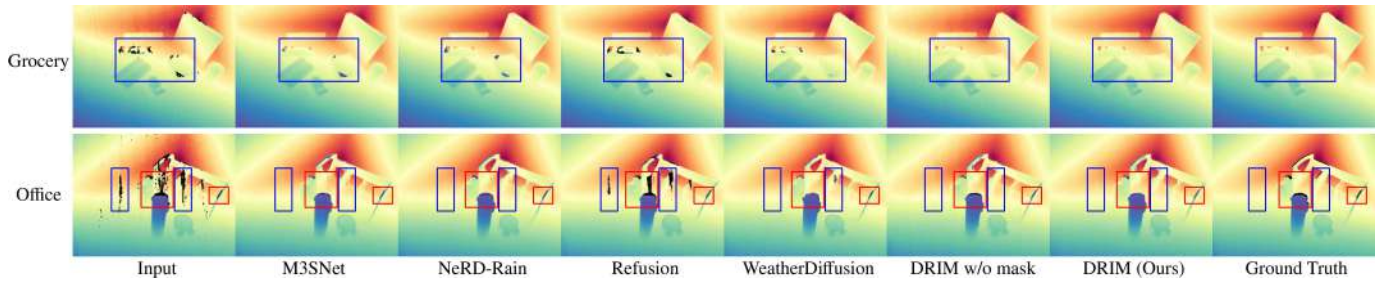 Grocery
Office
Input M3SNet NeRD-Rain Refusion WeatherDiffusion DRIM w/o mask DRIM (Ours) Ground Truth